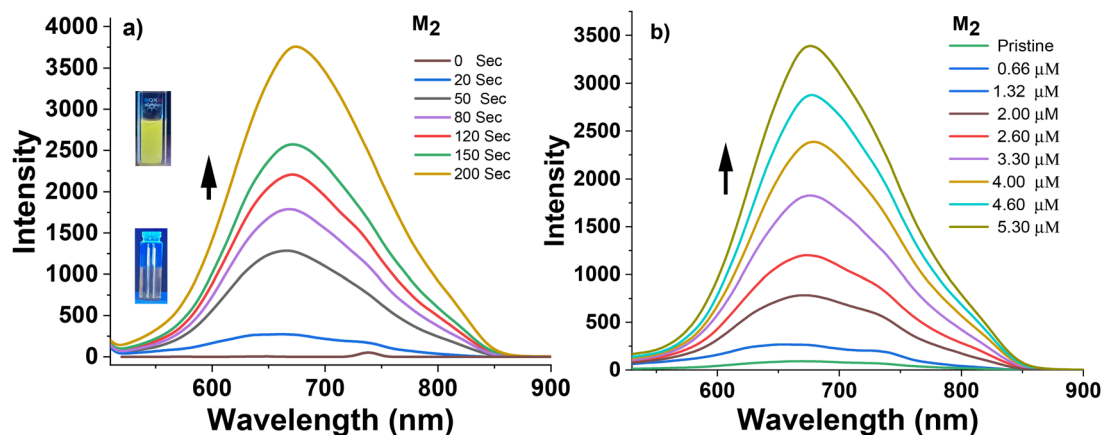 a)
M2
0 Sec
20 Sec
50 Sec
80 Sec
120 Sec
150 Sec
200 Sec
4000
3500
3000
2500
2000
1500
1000
500
0
Intensity
600
700
800
900
Wavelength (nm)
b)
M2
Pristine
0.66 µM
1.32 µM
2.00 µM
2.60 µM
3.30 µM
4.00 µM
4.60 µM
5.30 µM
3500
3000
2500
2000
1500
1000
500
0
Intensity
600
700
800
900
Wavelength (nm)